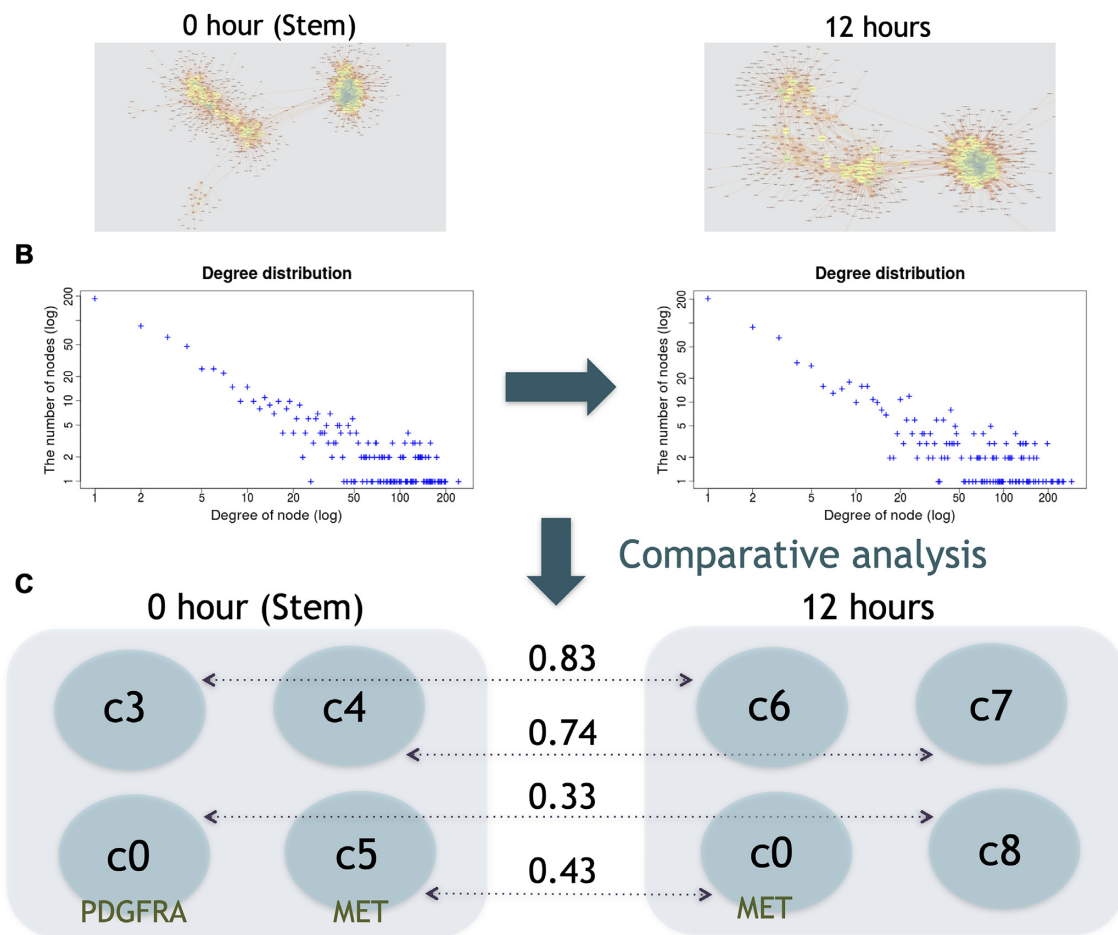 0 hour (Stem)
12 hours
B
Degree distribution
The number of nodes (log)
200
50
20
10
5
2
1
1
2
5
10
20
50
100
200
Degree of node (log)
Degree distribution
The number of nodes (log)
200
50
20
10
5
2
1
1
2
5
10
20
50
100
200
Degree of node (log)
Comparative analysis
C
0 hour (Stem)
12 hours
c3
c4
0.83
c6
c7
0.74
0.33
c0
c5
c0
c8
0.43
PDGFRA
MET
MET